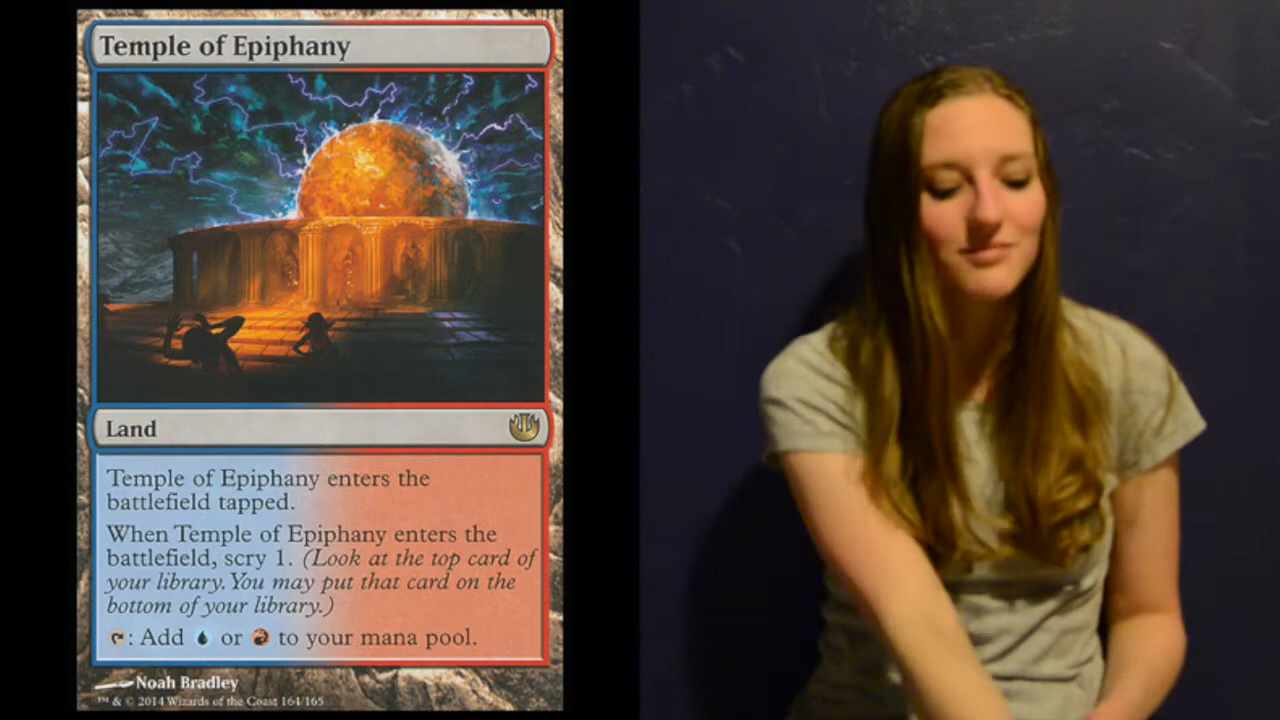 Temple of Epiphany
Land
Temple of Epiphany enters the
battlefield tapped.
When Temple of Epiphany enters the
battlefield, scry 1. (Look at the top card of
your library. You may put that card on the
bottom of your library.)
: Add or to your mana pool.
Noah Bradley
™ & © 2014 Wizards of the Coast 164/165